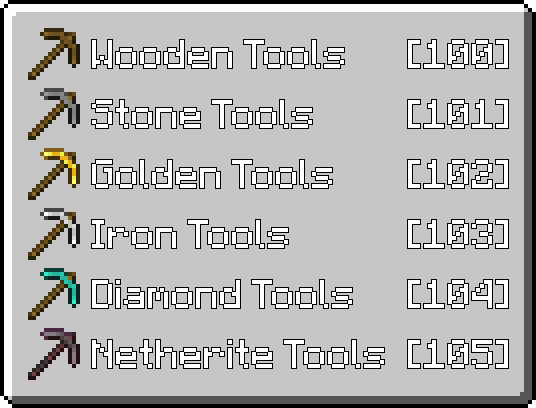 Wooden Tools [100]
Stone Tools [101]
Golden Tools [102]
Iron Tools [103]
Diamond Tools [104]
Netherite Tools [105]